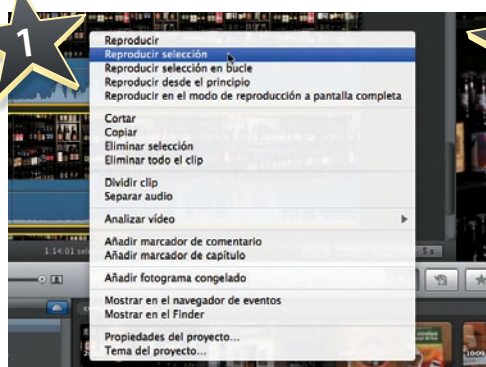 1
Reproducir
Reproducir selección
Reproducir selección en bucle
Reproducir desde el principio
Reproducir en el modo de reproducción a pantalla completa
Cortar
Copiar
Eliminar selección
Eliminar todo el clip
Dividir clip
Separar audio
Analizar vídeo
Añadir marcador de comentario
Añadir marcador de capítulo
1:14:01
5 s
Añadir fotograma congelado
Mostrar en el navegador de eventos
Mostrar en el Finder
Propiedades del proyecto...
Tema del proyecto...